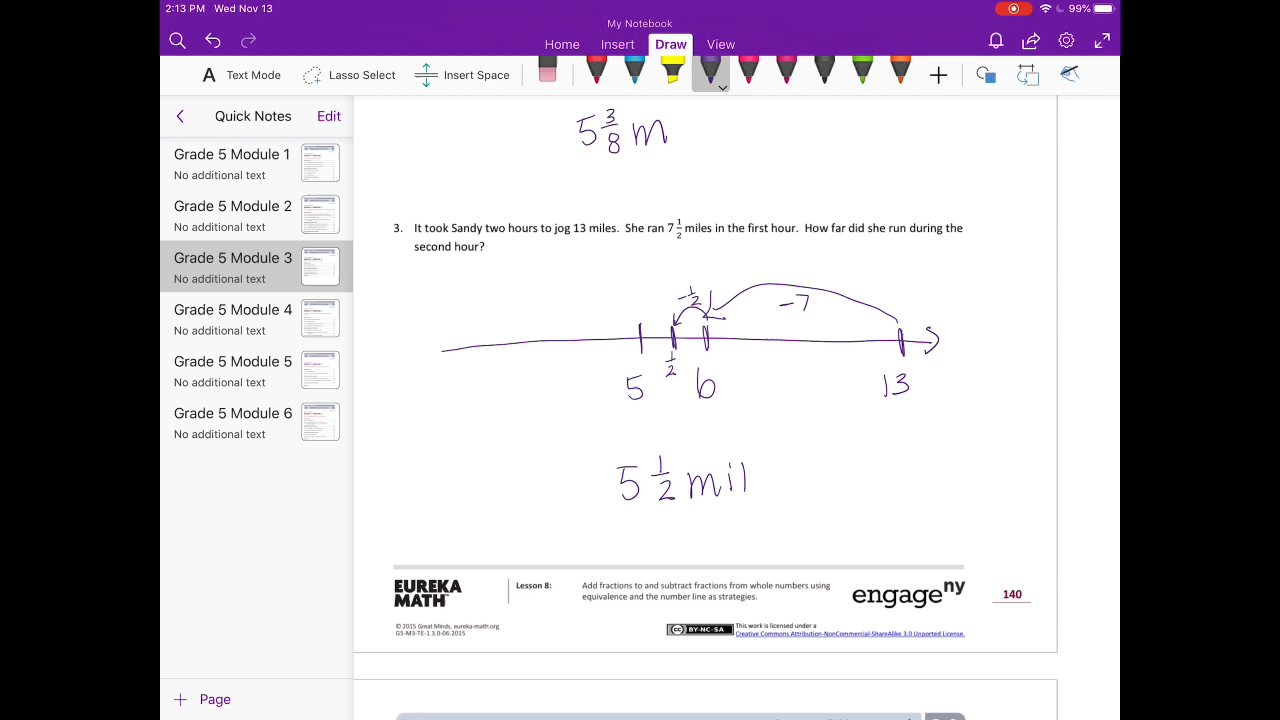 2:13 PM Wed Nov 13
My Notebook
99%
Home Insert Draw View
A Text Mode Lasso Select Insert Space
Quick Notes Edit
Grade 5 Module 1
No additional text
Grade 5 Module 2
No additional text
Grade 5 Module 3
No additional text
Grade 5 Module 4
No additional text
Grade 5 Module 5
No additional text
Grade 5 Module 6
No additional text
+ Page
5 3/8 m
3. It took Sandy two hours to jog 13 miles. She ran 7 1/2 miles in the first hour. How far did she run during the
second hour?
-1/2 -7
5 1/2 6 13
5 1/2 mil
EUREKA
MATH™
Lesson 8: Add fractions to and subtract fractions from whole numbers using
equivalence and the number line as strategies.
engageny
140
© 2015 Great Minds. eureka-math.org
G5-M3-TE-1.3.0-06.2015
cc BY-NC-SA
This work is licensed under a
Creative Commons Attribution-NonCommercial-ShareAlike 3.0 Unported License.